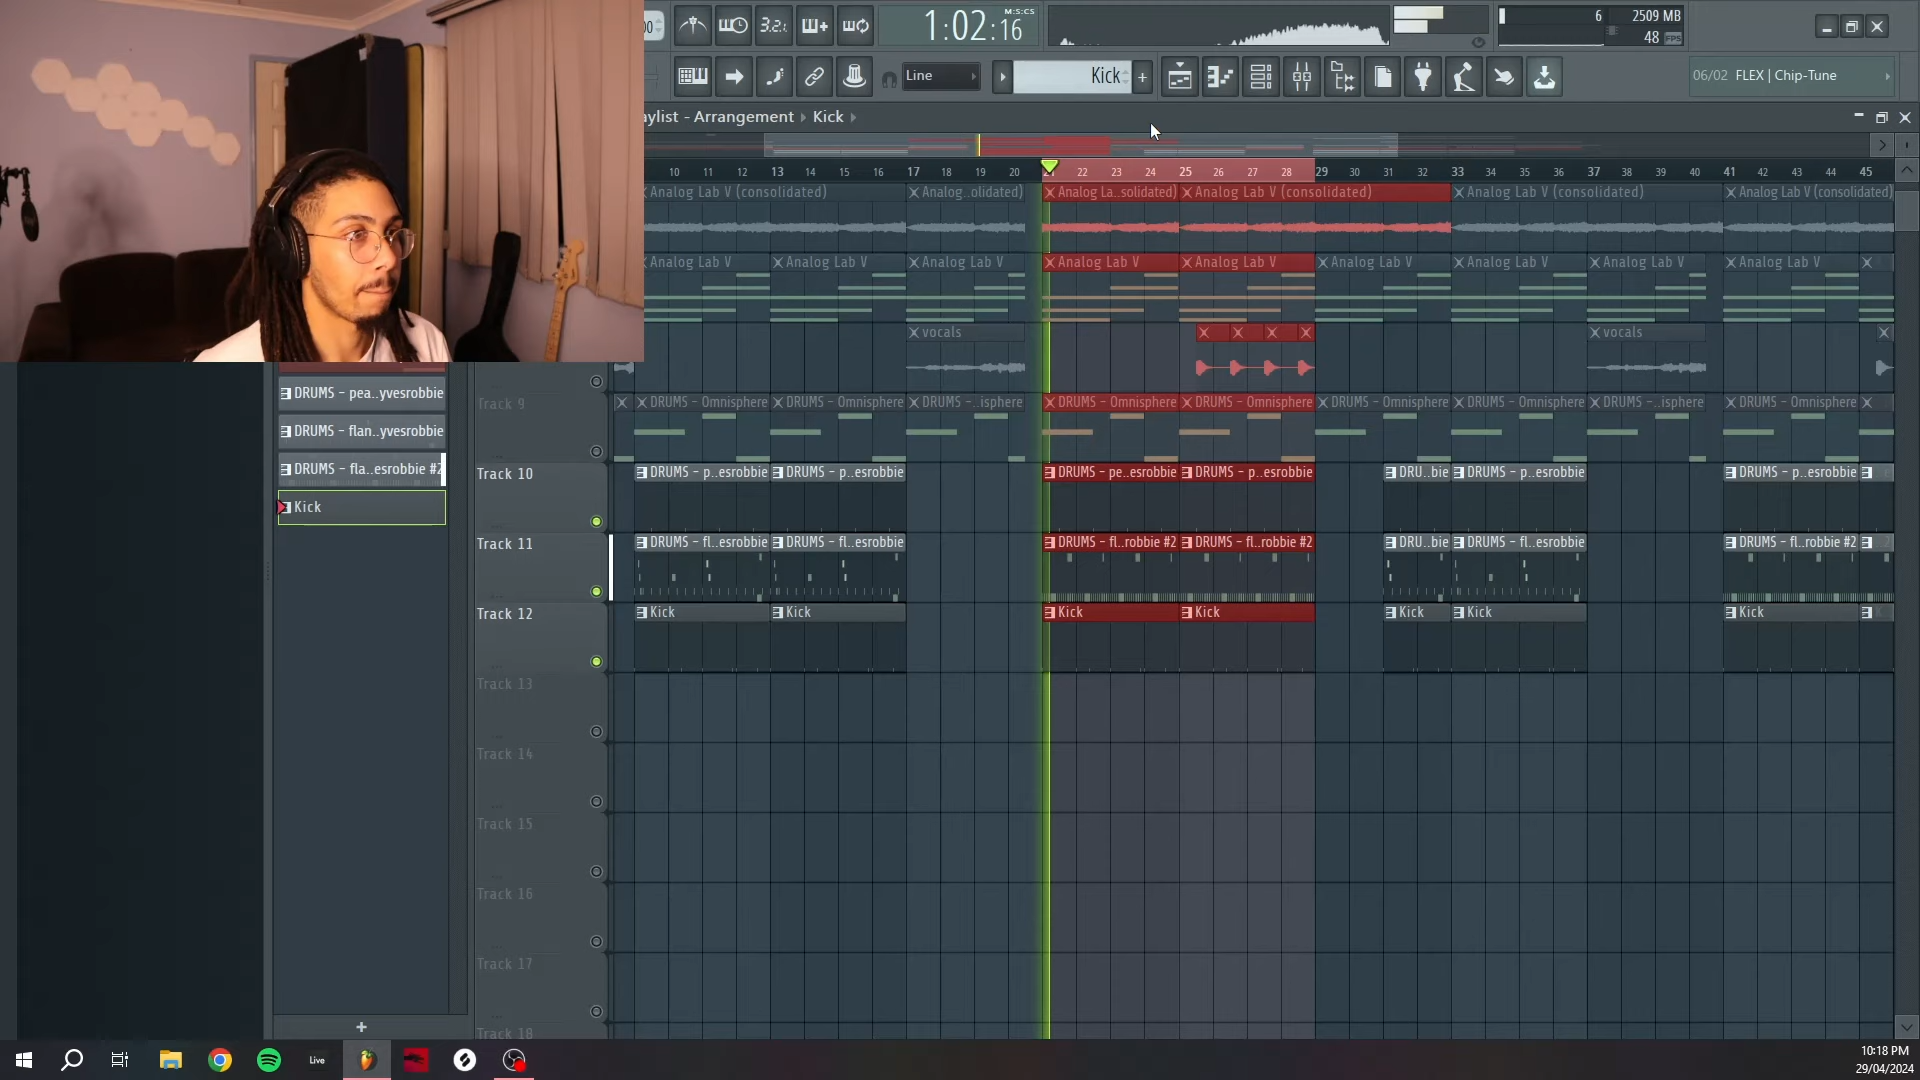 00
3.2.
1:02:16
M:S:CS
6
2509 MB
48
FPS
Line
Kick
06/02 FLEX | Chip-Tune
aylist - Arrangement
Kick
10 11 12 13 14 15 16 17 18 19 20 21 22 23 24 25 26 27 28 29 30 31 32 33 34 35 36 37 38 39 40 41 42 43 44 45
Analog Lab V (consolidated)
Analog..olidated)
Analog La..solidated)
Analog Lab V (consolidated)
Analog Lab V (consolidated)
Analog Lab V (consolidated)
Analog Lab V
Analog Lab V
Analog Lab V
Analog Lab V
Analog Lab V
Analog Lab V
Analog Lab V
Analog Lab V
Analog Lab V
vocals
vocals
Track 9
DRUMS - Omnisphere
DRUMS - Omnisphere
DRUMS - ..isphere
DRUMS - Omnisphere
DRUMS - Omnisphere
DRUMS - Omnisphere
DRUMS - Omnisphere
DRUMS - ..isphere
DRUMS - Omnisphere
DRUMS - pea..yvesrobbie
DRUMS - flan..yvesrobbie
DRUMS - fla..esrobbie #2
Kick
Track 10
DRUMS - p..esrobbie
DRUMS - p..esrobbie
DRUMS - pe..esrobbie
DRUMS - p..esrobbie
DRU..bie
DRUMS - p..esrobbie
DRUMS - p..esrobbie
Track 11
DRUMS - fl..esrobbie
DRUMS - fl..esrobbie
DRUMS - fl..robbie #2
DRUMS - fl..robbie #2
DRU..bie
DRUMS - fl..esrobbie
DRUMS - fl..robbie #2
Track 12
Kick
Kick
Kick
Kick
Kick
Kick
Kick
Track 13
Track 14
Track 15
Track 16
Track 17
Track 18
Live
10:18 PM
29/04/2024